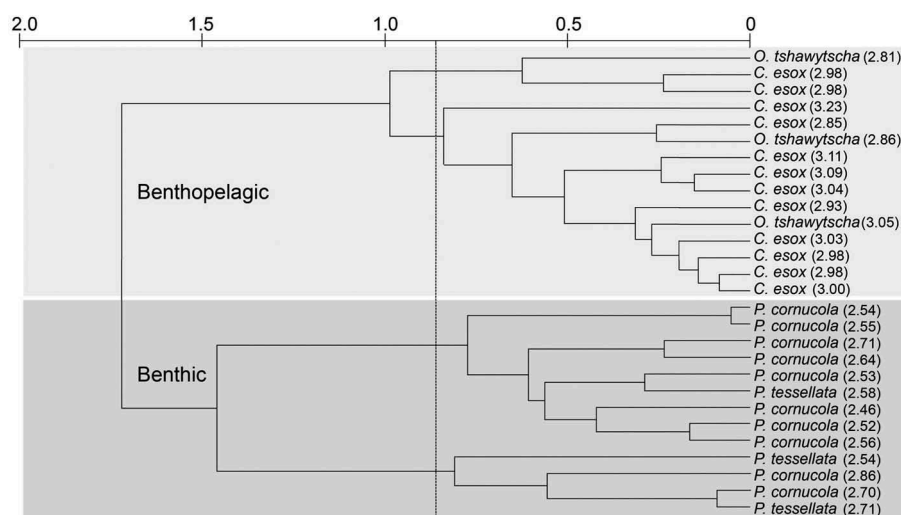 2.0 1.5 1.0 0.5 0
O. tshawytscha (2.81)
C. esox (2.98)
C. esox (2.98)
C. esox (3.23)
C. esox (2.85)
O. tshawytscha (2.86)
C. esox (3.11)
C. esox (3.09)
Benthopelagic
C. esox (3.04)
C. esox (2.93)
O. tshawytscha (3.05)
C. esox (3.03)
C. esox (2.98)
C. esox (2.98)
C. esox (3.00)
P. cornucola (2.54)
P. cornucola (2.55)
P. cornucola (2.71)
P. cornucola (2.64)
Benthic
P. cornucola (2.53)
P. tessellata (2.58)
P. cornucola (2.46)
P. cornucola (2.52)
P. cornucola (2.56)
P. tessellata (2.54)
P. cornucola (2.86)
P. cornucola (2.70)
P. tessellata (2.71)